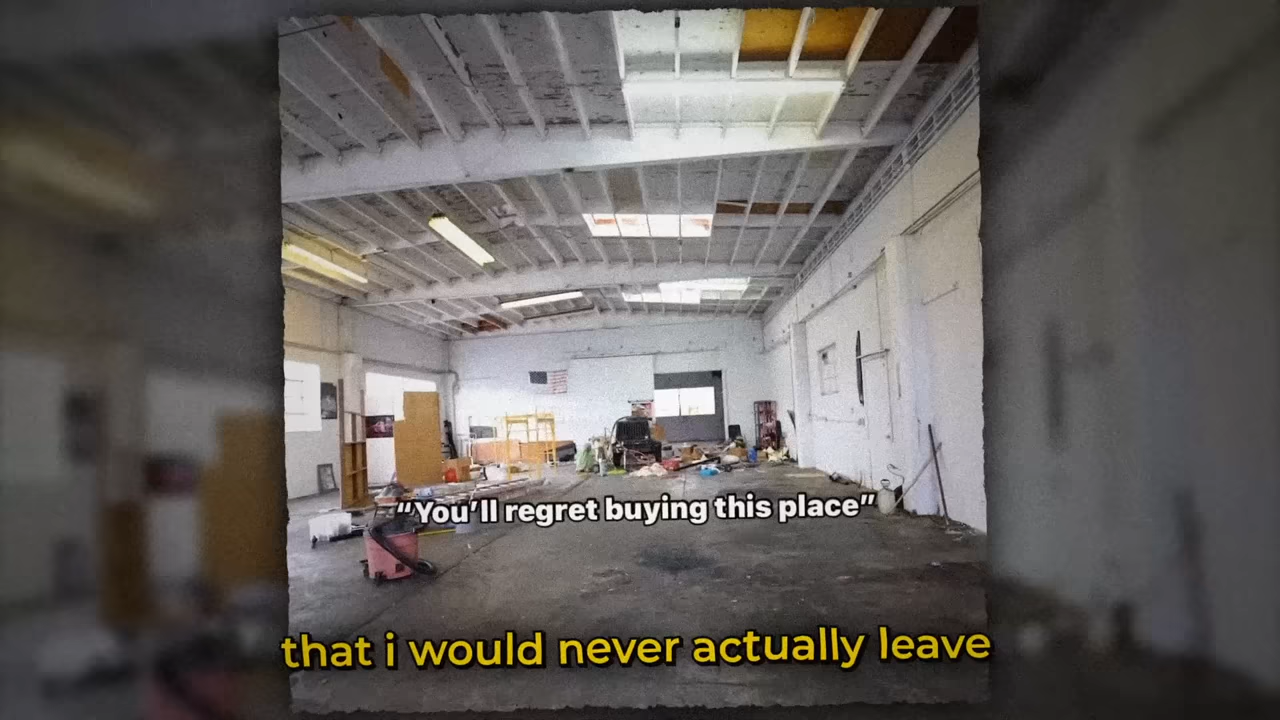 “You’ll regret buying this place”
that i would never actually leave